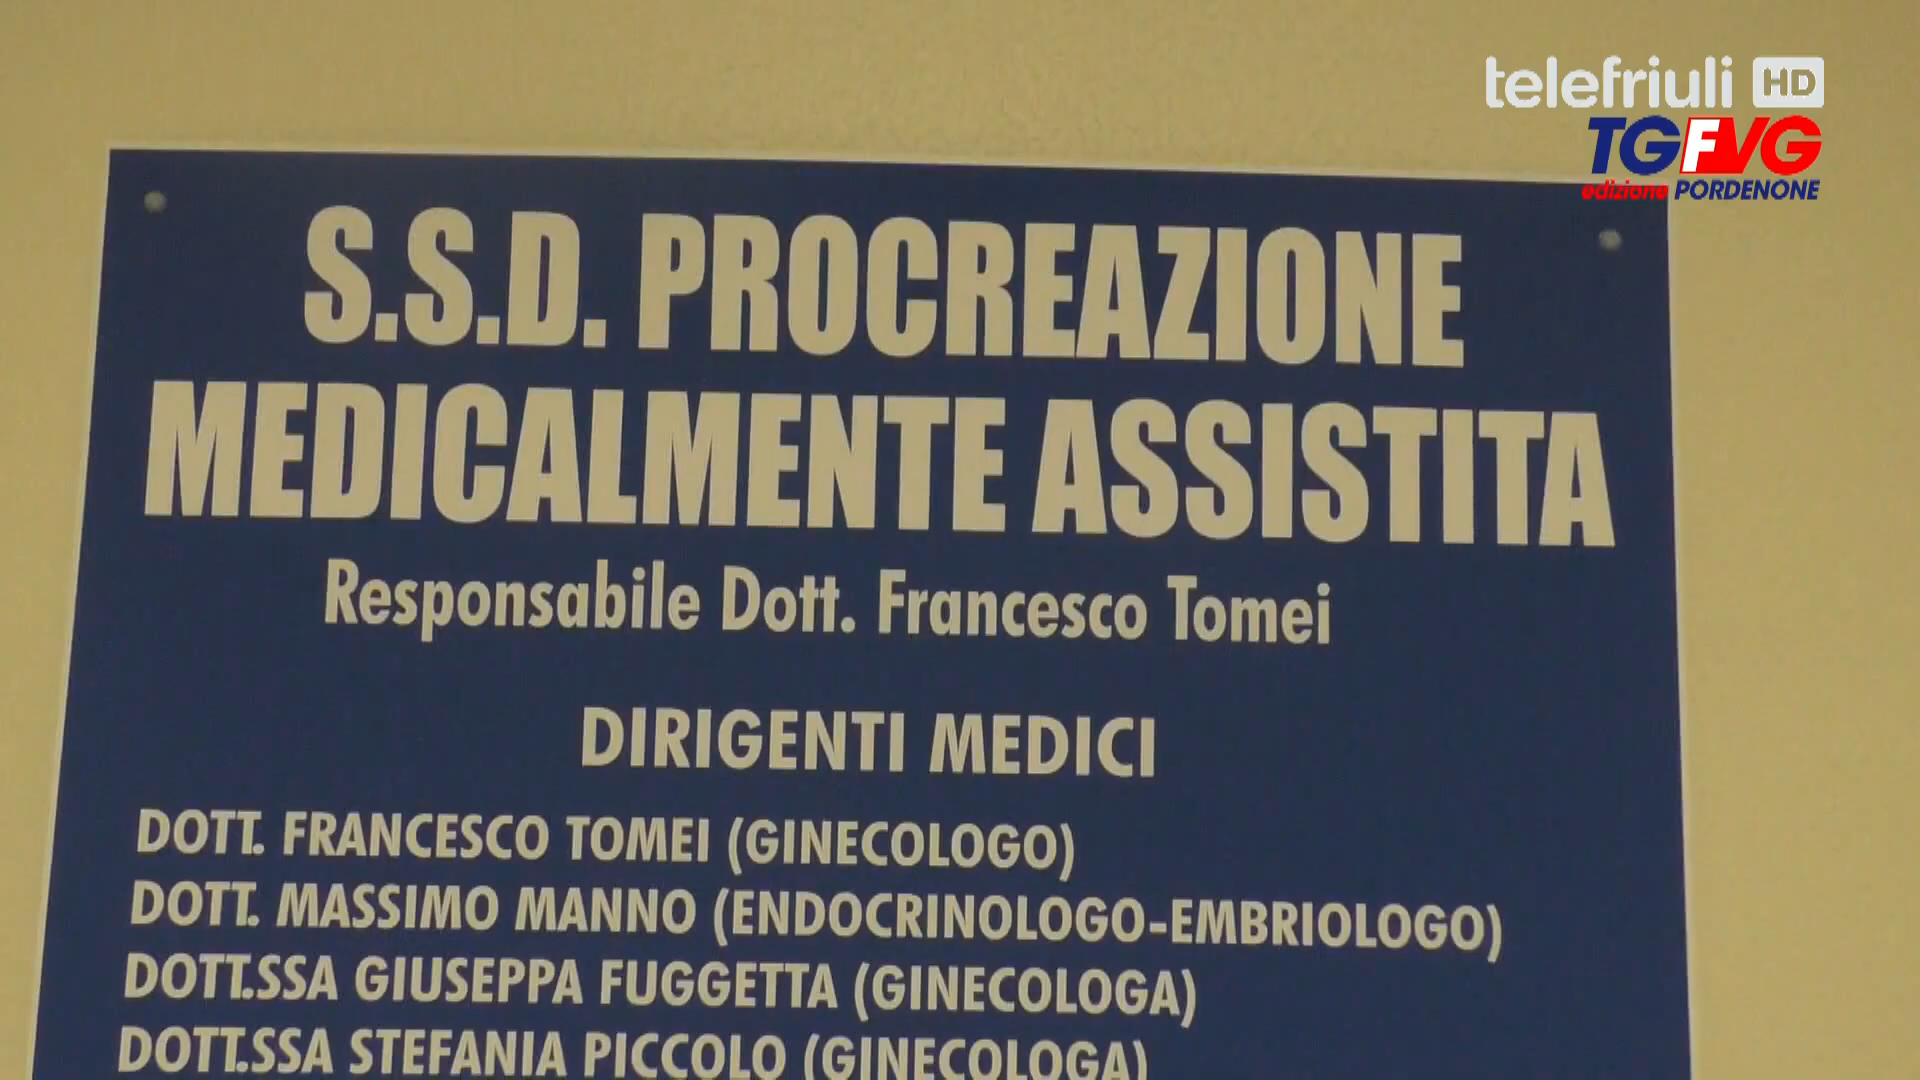 telefriuli HD
TGFVG
edizione PORDENONE
S.S.D. PROCREAZIONE
MEDICALMENTE ASSISTITA
Responsabile Dott. Francesco Tomei
DIRIGENTI MEDICI
DOTT. FRANCESCO TOMEI (GINECOLOGO)
DOTT. MASSIMO MANNO (ENDOCRINOLOGO-EMBRIOLOGO)
DOTT.SSA GIUSEPPA FUGGETTA (GINECOLOGA)
DOTT.SSA STEFANIA PICCOLO (GINECOLOGA)